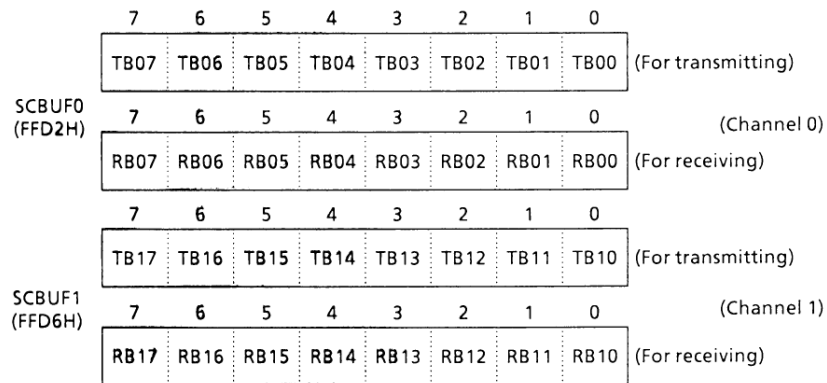 7 6 5 4 3 2 1 0
TB07 TB06 TB05 TB04 TB03 TB02 TB01 TB00 (For transmitting)
SCBUF0
(FFD2H)
7 6 5 4 3 2 1 0
(Channel 0)
RB07 RB06 RB05 RB04 RB03 RB02 RB01 RB00 (For receiving)
7 6 5 4 3 2 1 0
TB17 TB16 TB15 TB14 TB13 TB12 TB11 TB10 (For transmitting)
SCBUF1
(FFD6H)
7 6 5 4 3 2 1 0
(Channel 1)
RB17 RB16 RB15 RB14 RB13 RB12 RB11 RB10 (For receiving)